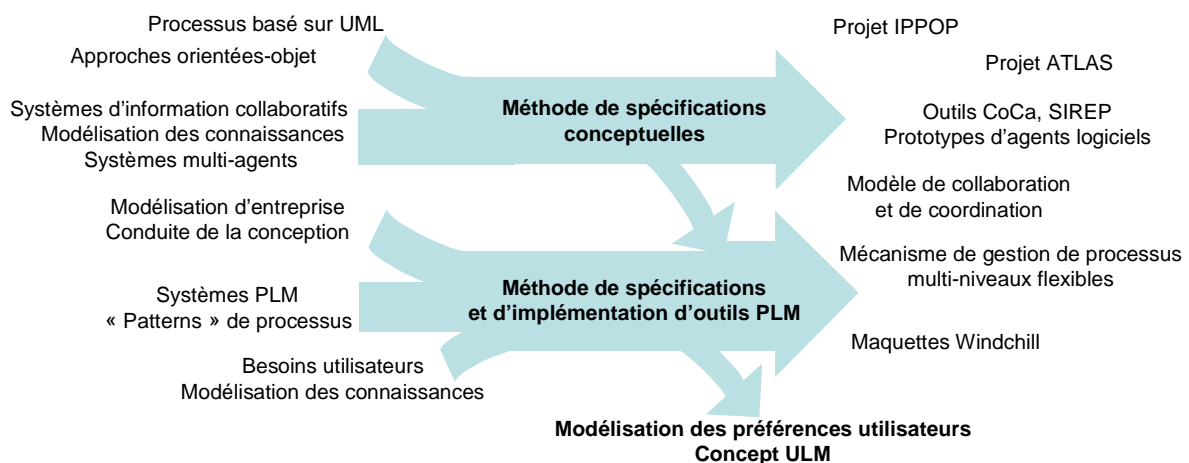 Processus basé sur UML
Approches orientées-objet
Systèmes d'information collaboratifs
Modélisation des connaissances
Systèmes multi-agents
Modélisation d'entreprise
Conduite de la conception
Systèmes PLM
« Patterns » de processus
Besoins utilisateurs
Modélisation des connaissances
Méthode de spécifications
conceptuelles
Méthode de spécifications
et d'implémentation d'outils PLM
Modélisation des préférences utilisateurs
Concept ULM
Projet IPPOP
Projet ATLAS
Outils CoCa, SIREP
Prototypes d'agents logiciels
Modèle de collaboration
et de coordination
Mécanisme de gestion de processus
multi-niveaux flexibles
Maquettes Windchill